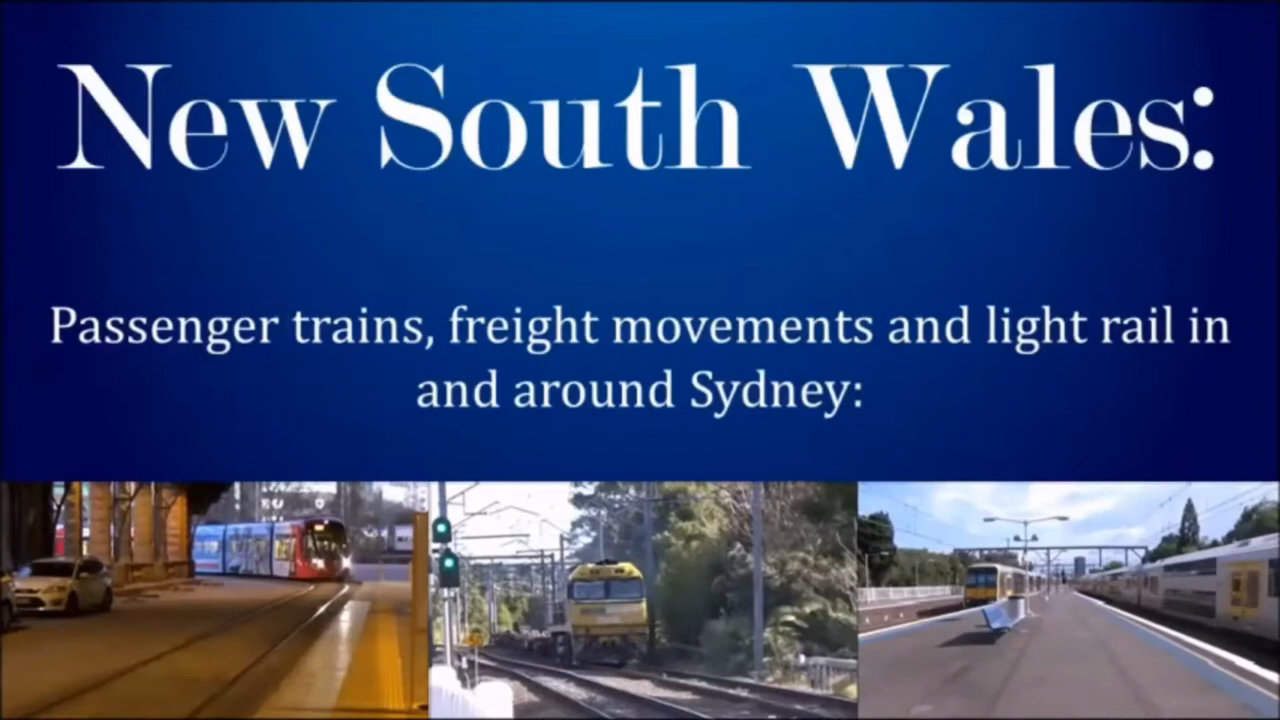 New South Wales:
Passenger trains, freight movements and light rail in
and around Sydney: